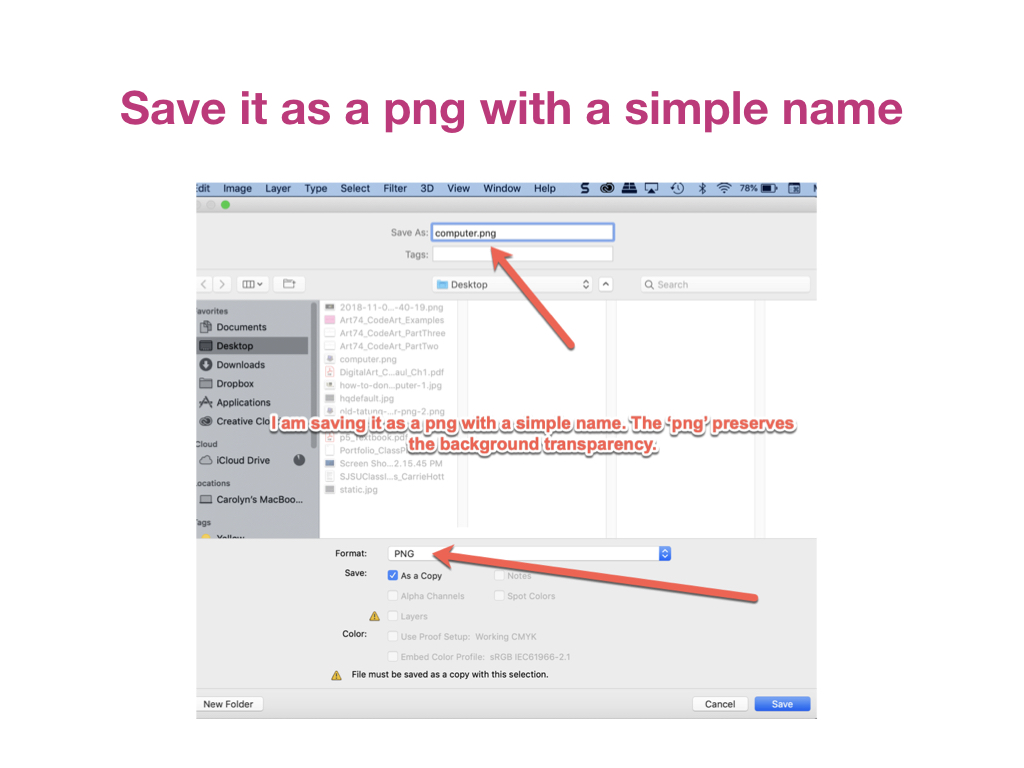 Save it as a png with a simple name
dit Image Layer Type Select Filter 3D View Window Help 78%
Save As: computer.png
Tags:
Desktop
Search
avorites
Documents
Desktop
Downloads
Dropbox
Applications
Creative Clo
Cloud
iCloud Drive
ocations
Carolyn's MacBoo...
ags
Yellow
2018-11-0...-40-19.png
Art74_CodeArt_Examples
Art74_CodeArt_PartThree
Art74_CodeArt_PartTwo
computer.png
DigitalArt_C...aul_Ch1.pdf
how-to-don...puter-1.jpg
hqdefault.jpg
old-tatung-...r-png-2.png
p5_Textbook.pdf
Portfolio_ClassP
Screen Sho...2.15.45 PM
SJSUClassl...s_CarrieHott
static.jpg
I am saving it as a png with a simple name. The 'png' preserves
the background transparency.
Format: PNG
Save: As a Copy Notes
Alpha Channels Spot Colors
Layers
Color: Use Proof Setup: Working CMYK
Embed Color Profile: sRGB IEC61966-2.1
File must be saved as a copy with this selection.
New Folder Cancel Save